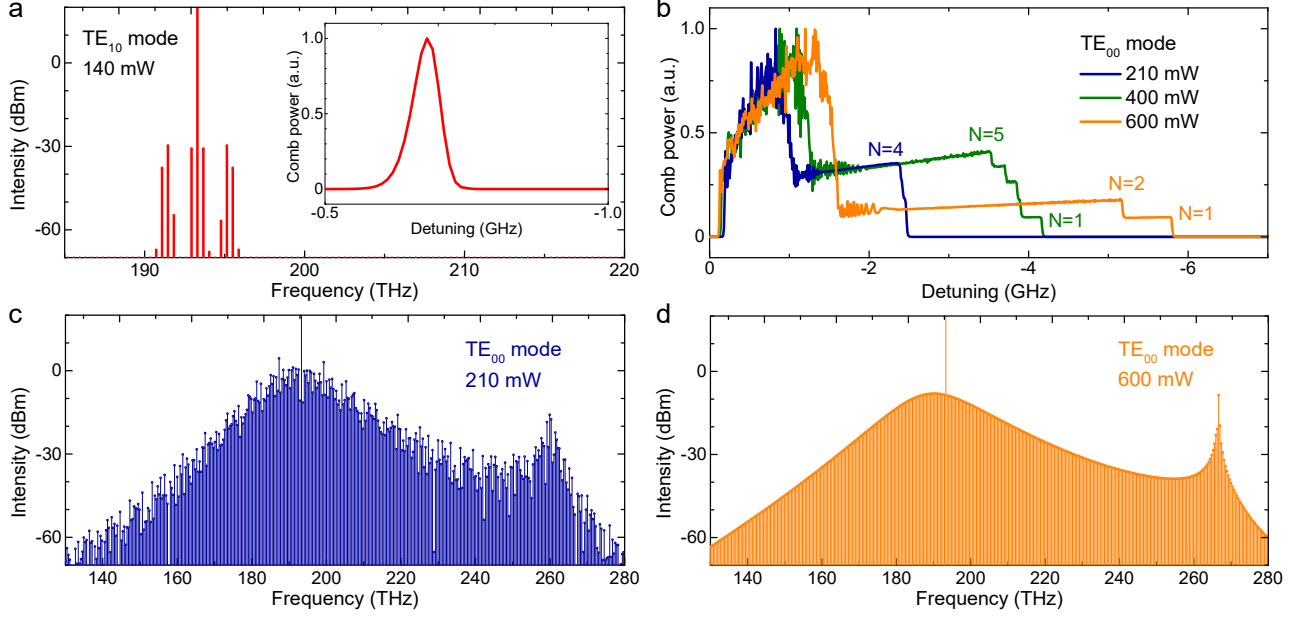 a
TE10 mode
140 mW
Intensity (dBm)
0
-30
-60
190
200
210
220
Frequency (THz)
Comb power (a.u.)
1.0
0.5
0
-0.5
-1.0
Detuning (GHz)
b
Comb power (a.u.)
1.0
0.5
0
0
-2
-4
-6
Detuning (GHz)
TE00 mode
210 mW
400 mW
600 mW
N=4
N=5
N=1
N=2
N=1
c
TE00 mode
210 mW
Intensity (dBm)
0
-30
-60
140
160
180
200
220
240
260
280
Frequency (THz)
d
TE00 mode
600 mW
Intensity (dBm)
0
-30
-60
140
160
180
200
220
240
260
280
Frequency (THz)